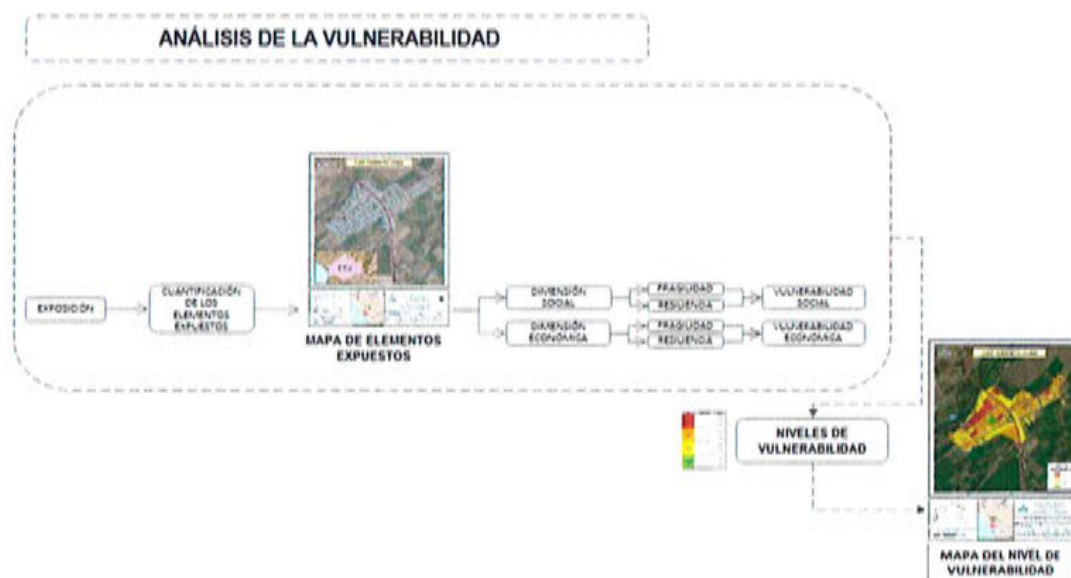 ANÁLISIS DE LA VULNERABILIDAD
EXPOSICIÓN
CUANTIFICACIÓN
DE LOS
ELEMENTOS
EXPUESTOS
MAPA DE ELEMENTOS
EXPUESTOS
DIMENSIÓN
SOCIAL
FRAGILIDAD
RESILIENCIA
VULNERABILIDAD
SOCIAL
DIMENSIÓN
ECONÓMICA
FRAGILIDAD
RESILIENCIA
VULNERABILIDAD
ECONÓMICA
NIVELES DE
VULNERABILIDAD
MAPA DEL NIVEL DE
VULNERABILIDAD